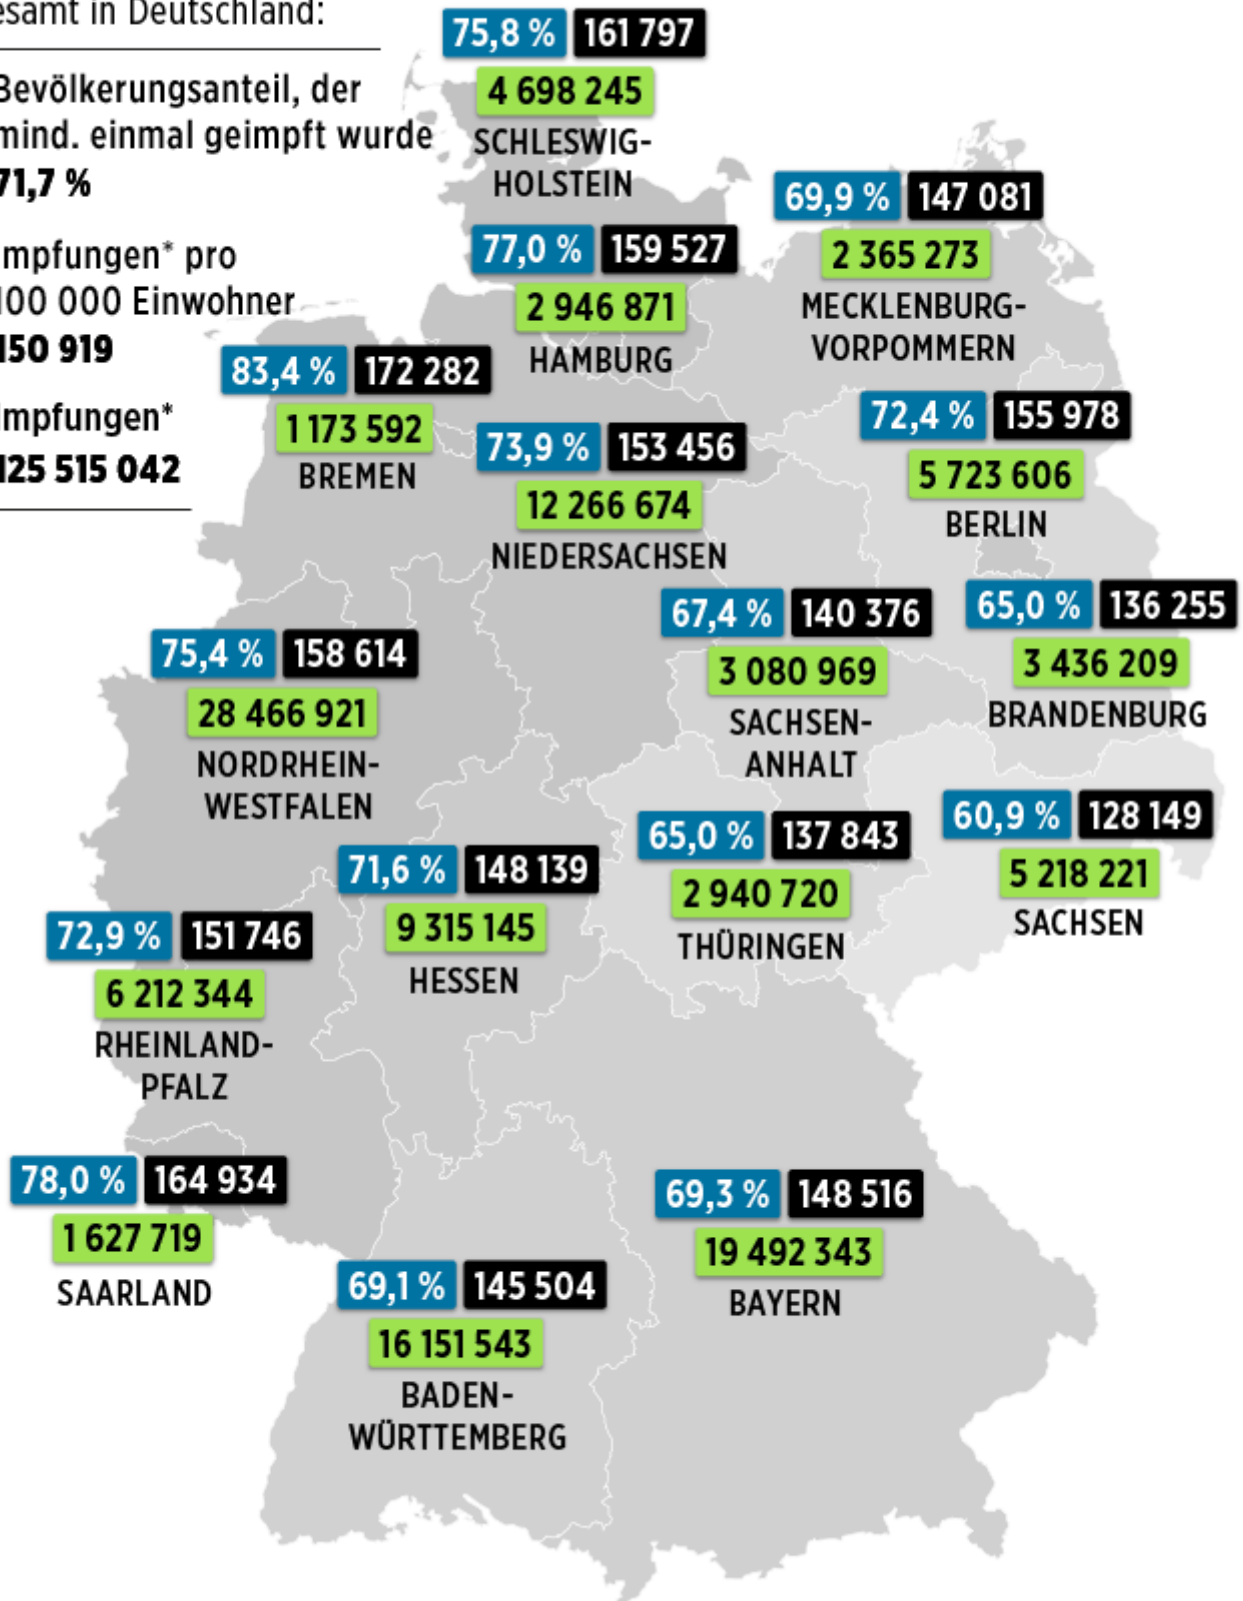 esamt in Deutschland:
Bevölkerungsanteil, der
mind. einmal geimpft wurde
71,7 %
Impfungen* pro
100 000 Einwohner
150 919
Impfungen*
125 515 042
75,8 % 161 797
4 698 245
SCHLESWIG-
HOLSTEIN
69,9 % 147 081
2 365 273
MECKLENBURG-
VORPOMMERN
77,0 % 159 527
2 946 871
HAMBURG
83,4 % 172 282
1 173 592
BREMEN
72,4 % 155 978
5 723 606
BERLIN
73,9 % 153 456
12 266 674
NIEDERSACHSEN
67,4 % 140 376
3 080 969
SACHSEN-
ANHALT
65,0 % 136 255
3 436 209
BRANDENBURG
75,4 % 158 614
28 466 921
NORDRHEIN-
WESTFALEN
65,0 % 137 843
2 940 720
THÜRINGEN
60,9 % 128 149
5 218 221
SACHSEN
71,6 % 148 139
9 315 145
HESSEN
72,9 % 151 746
6 212 344
RHEINLAND-
PFALZ
78,0 % 164 934
1 627 719
SAARLAND
69,3 % 148 516
19 492 343
BAYERN
69,1 % 145 504
16 151 543
BADEN-
WÜRTTEMBERG